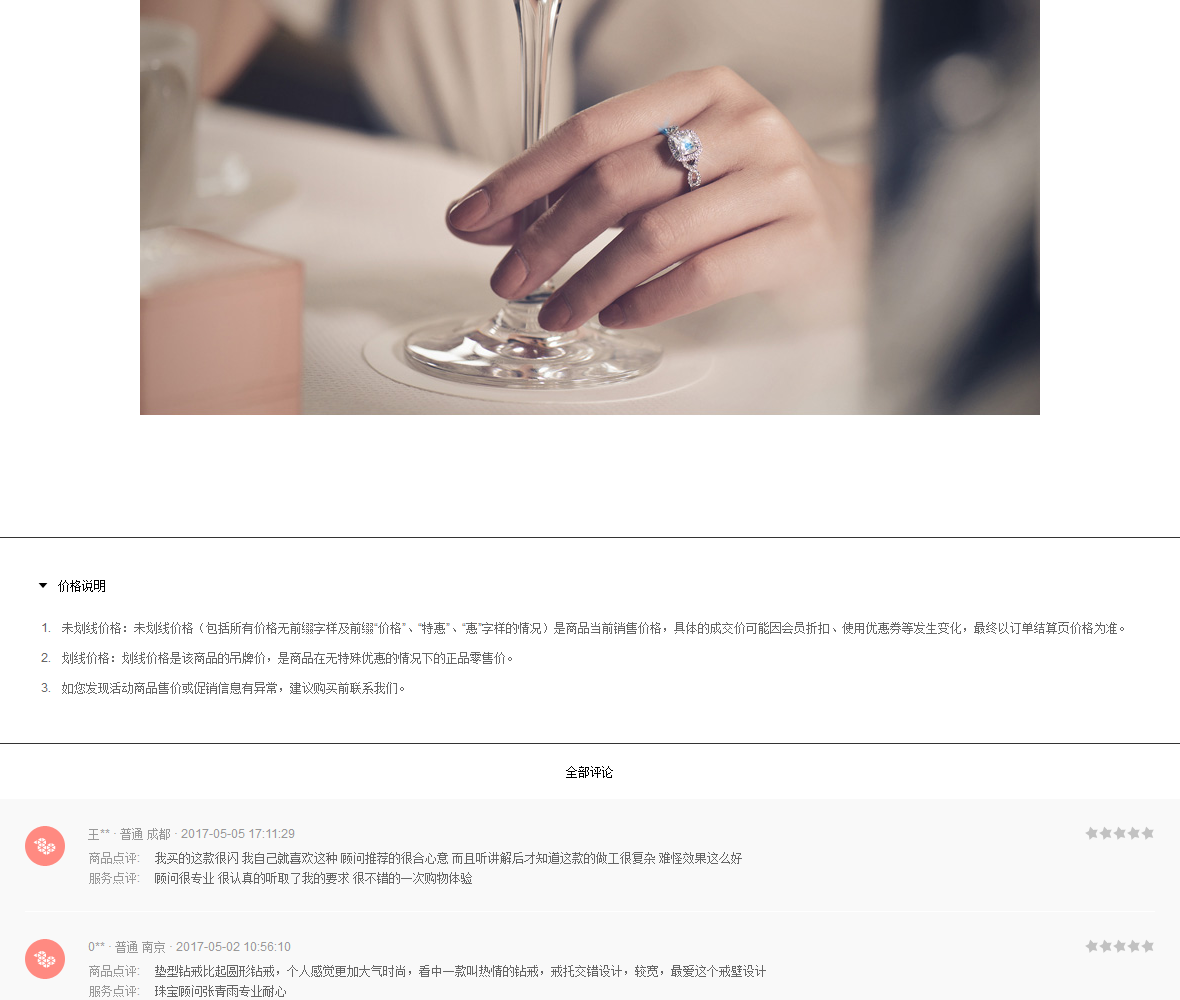 价格说明
1. 未划线价格：未划线价格（包括所有价格无前缀字样及前缀“价格”、“特惠”、“惠”字样的情况）是商品当前销售价格，具体的成交价可能因会员折扣、使用优惠券等发生变化，最终以订单结算页价格为准。
2. 划线价格：划线价格是该商品的吊牌价，是商品在无特殊优惠的情况下的正品零售价。
3. 如您发现活动商品售价或促销信息有异常，建议购买前联系我们。
全部评论
王** · 普通 成都 · 2017-05-05 17:11:29
商品点评: 我买的这款很闪 我自己就喜欢这种 顾问推荐的很合心意 而且听讲解后才知道这款的做工很复杂 难怪效果这么好
服务点评: 顾问很专业 很认真的听取了我的要求 很不错的一次购物体验
0** · 普通 南京 · 2017-05-02 10:56:10
商品点评: 垫型钻戒比起圆形钻戒，个人感觉更加大气时尚，看中一款叫热情的钻戒，戒托交错设计，较宽，最爱这个戒壁设计
服务点评: 珠宝顾问张青雨专业耐心